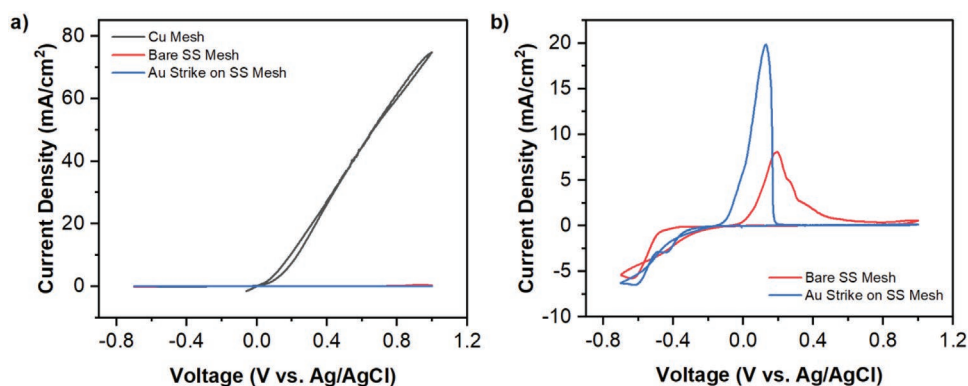 a)
80
60
40
20
0
Current Density (mA/cm²)
Cu Mesh
Bare SS Mesh
Au Strike on SS Mesh
-0.8 -0.4 0.0 0.4 0.8 1.2
Voltage (V vs. Ag/AgCl)
b)
25
20
15
10
5
0
-5
-10
Current Density (mA/cm²)
Bare SS Mesh
Au Strike on SS Mesh
-0.8 -0.4 0.0 0.4 0.8 1.2
Voltage (V vs. Ag/AgCl)